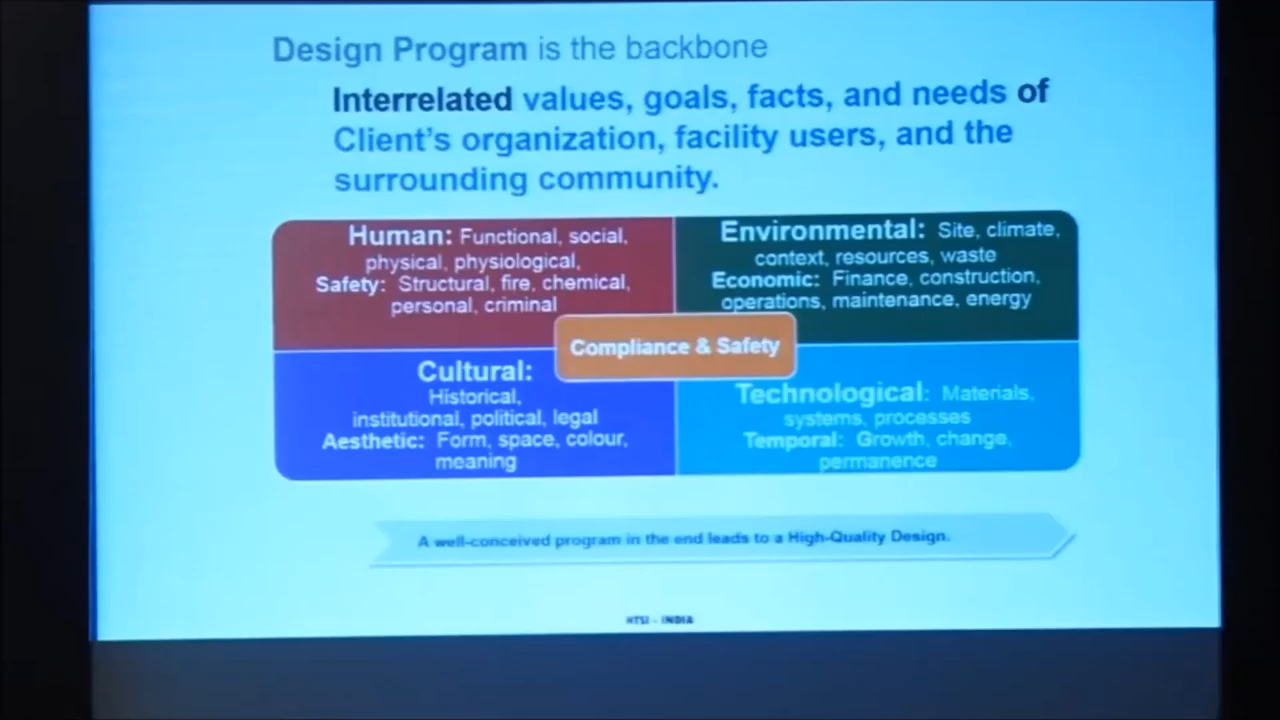 Design Program is the backbone
Interrelated values, goals, facts, and needs of
Client's organization, facility users, and the
surrounding community.
Human: Functional, social,
physical, physiological,
Safety: Structural, fire, chemical,
personal, criminal
Environmental: Site, climate,
context, resources, waste
Economic: Finance, construction,
operations, maintenance, energy
Compliance & Safety
Cultural:
Historical,
institutional, political, legal
Aesthetic: Form, space, colour,
meaning
Technological: Materials,
systems, processes
Temporal: Growth, change,
permanence
A well-conceived program in the end leads to a High-Quality Design.
HTSI - INDIA